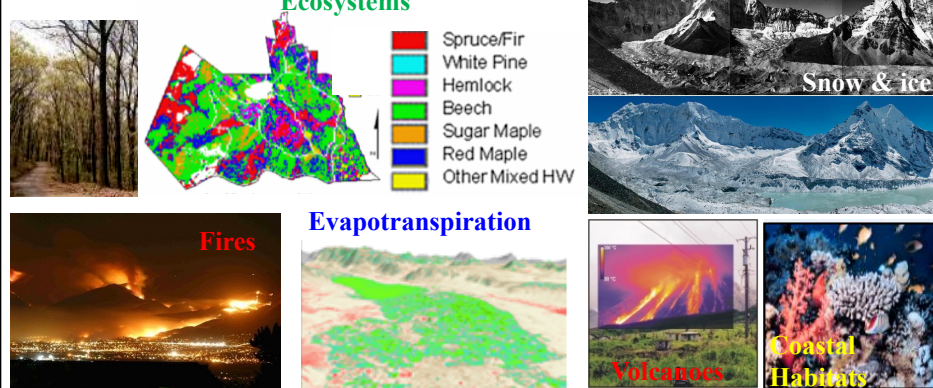 Ecosystems
Spruce/Fir
White Pine
Hemlock
Beech
Sugar Maple
Red Maple
Other Mixed HW
Snow & ice
Fires
Evapotranspiration
Volcanoes
Coastal
Habitats